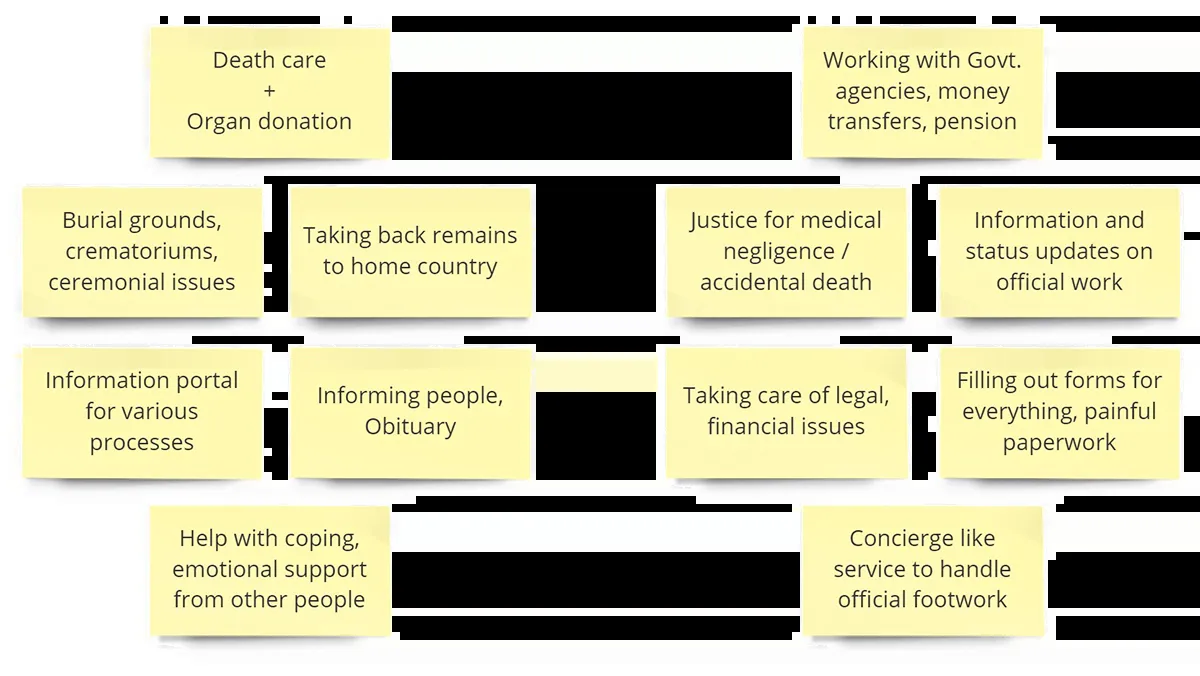 Death care
+
Organ donation
Working with Govt.
agencies, money
transfers, pension
Burial grounds,
crematoriums,
ceremonial issues
Taking back remains
to home country
Justice for medical
negligence /
accidental death
Information and
status updates on
official work
Information portal
for various
processes
Informing people,
Obituary
Taking care of legal,
financial issues
Filling out forms for
everything, painful
paperwork
Help with coping,
emotional support
from other people
Concierge like
service to handle
official footwork